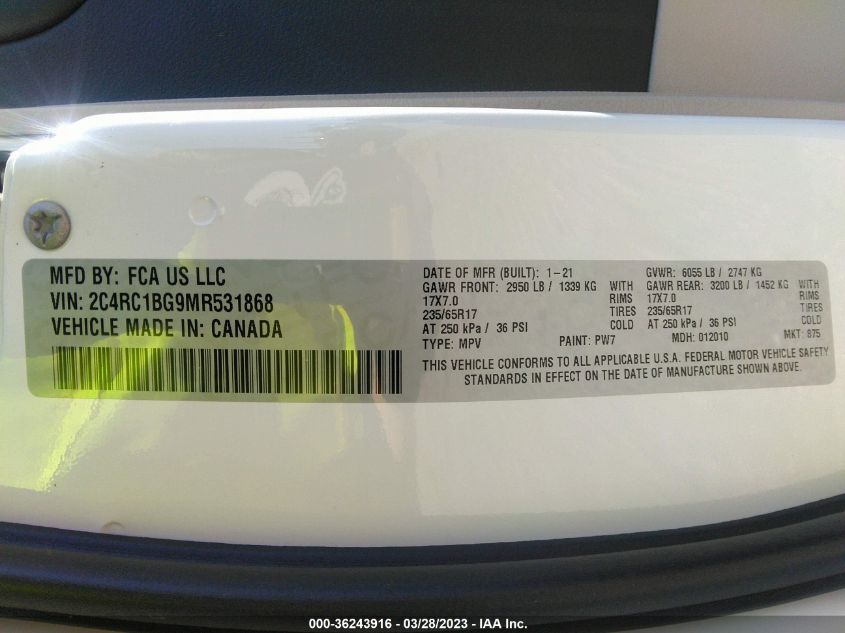 MFD BY: FCA US LLC
VIN: 2C4RC1BG9MR531868
VEHICLE MADE IN: CANADA
DATE OF MFR (BUILT): 1-21 GVWR: 6055 LB / 2747 KG
GAWR FRONT: 2950 LB / 1339 KG WITH GAWR REAR: 3200 LB / 1452 KG WITH
17X7.0 RIMS 17X7.0 RIMS
235/65R17 TIRES 235/65R17 TIRES
AT 250 kPa / 36 PSI COLD AT 250 kPa / 36 PSI COLD
TYPE: MPV PAINT: PW7 MDH: 012010 MKT: 875
THIS VEHICLE CONFORMS TO ALL APPLICABLE U.S.A. FEDERAL MOTOR VEHICLE SAFETY
STANDARDS IN EFFECT ON THE DATE OF MANUFACTURE SHOWN ABOVE.
000-36243916 - 03/28/2023 - IAA Inc.